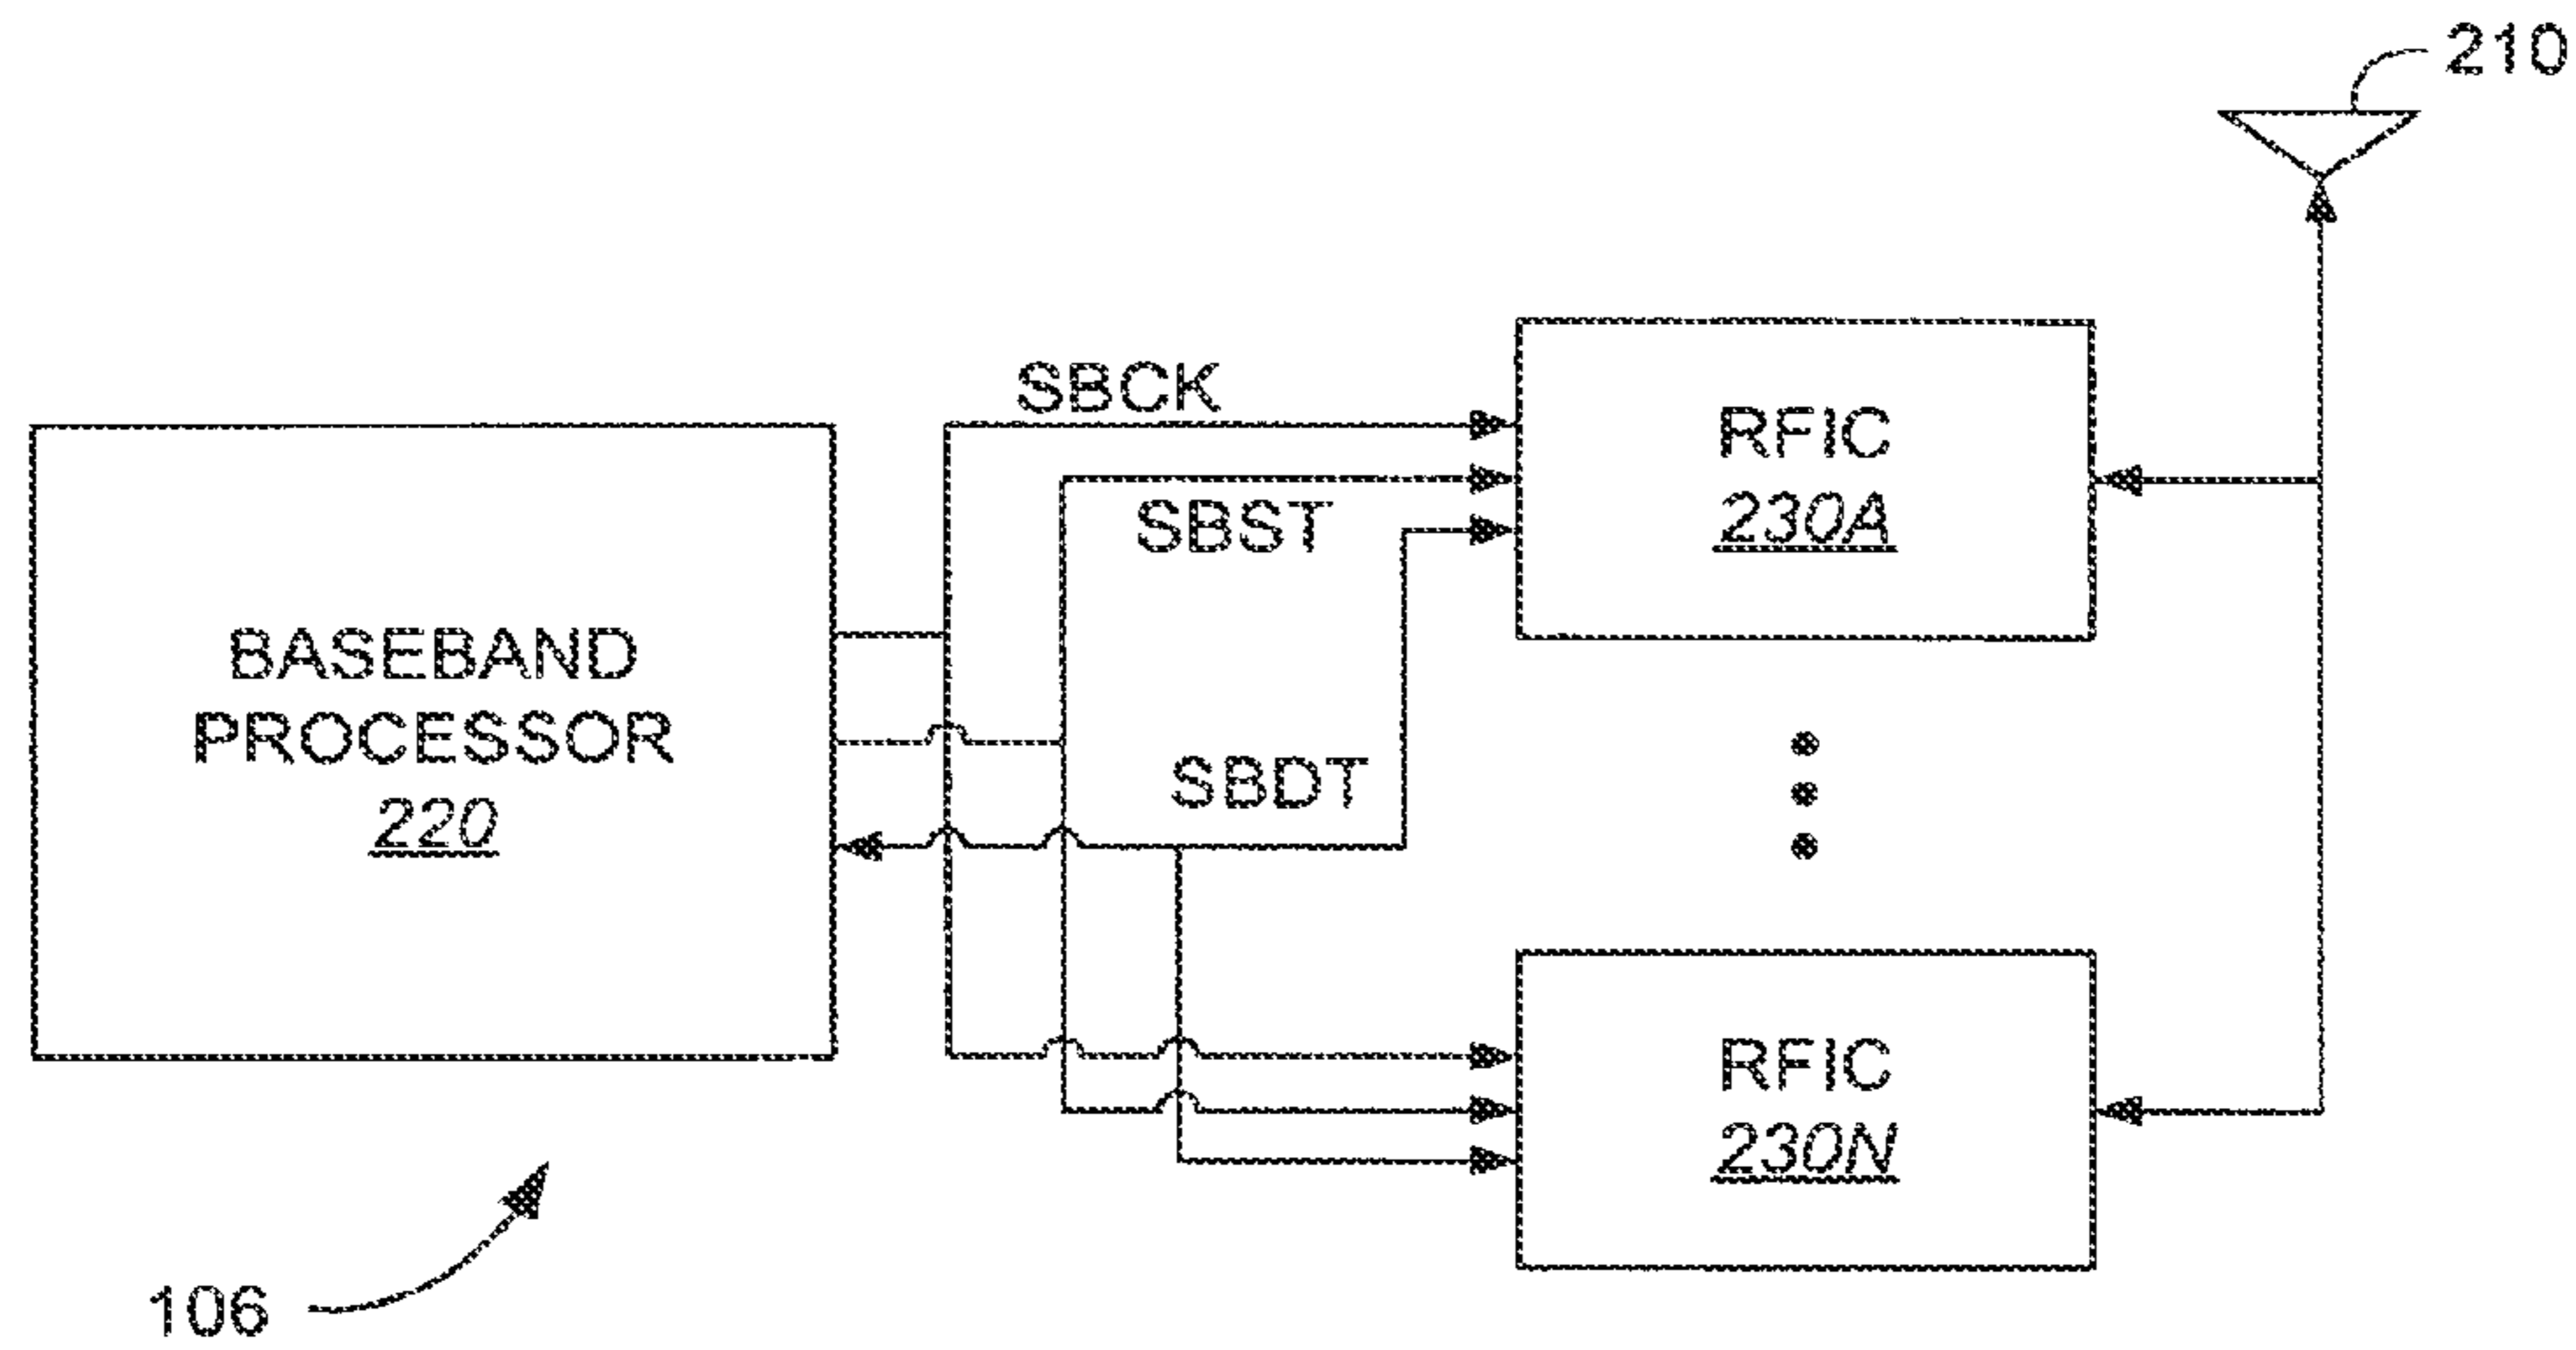 210
SBCK
RFIC
230A
SBST
BASEBAND
PROCESSOR
220
SBDT
RFIC
230N
106